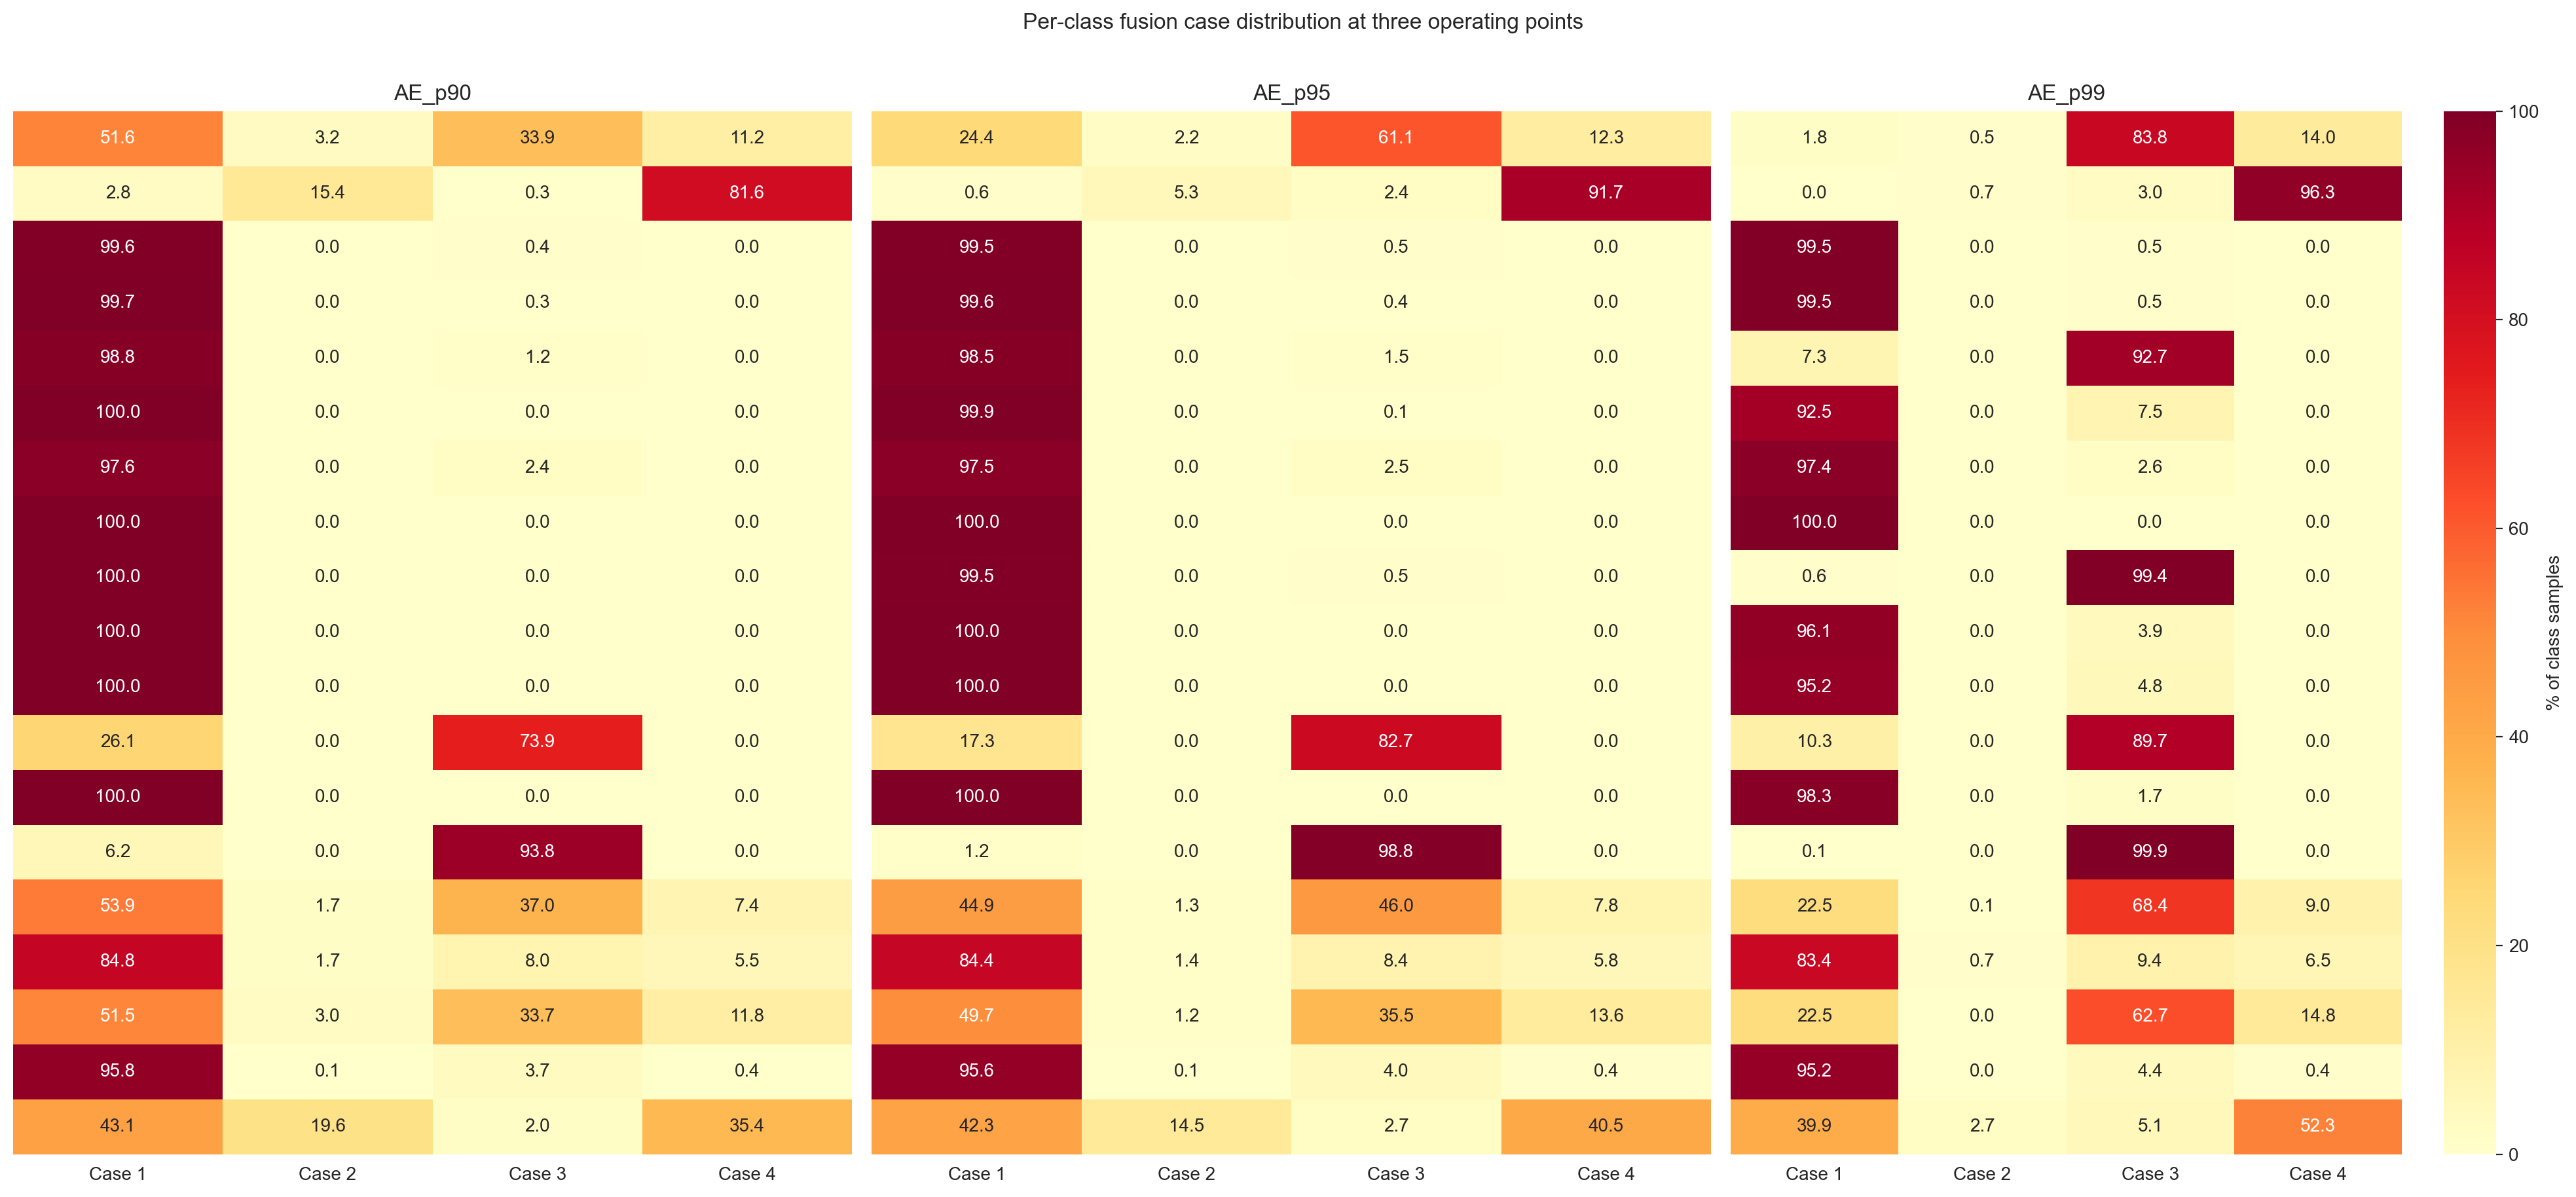 Per-class fusion case distribution at three operating points
AE_p90 AE_p95 AE_p99
51.6 3.2 33.9 11.2 24.4 2.2 61.1 12.3 1.8 0.5 83.8 14.0 100
2.8 15.4 0.3 81.6 0.6 5.3 2.4 91.7 0.0 0.7 3.0 96.3
99.6 0.0 0.4 0.0 99.5 0.0 0.5 0.0 99.5 0.0 0.5 0.0
99.7 0.0 0.3 0.0 99.6 0.0 0.4 0.0 99.5 0.0 0.5 0.0 80
98.8 0.0 1.2 0.0 98.5 0.0 1.5 0.0 7.3 0.0 92.7 0.0
100.0 0.0 0.0 0.0 99.9 0.0 0.1 0.0 92.5 0.0 7.5 0.0
97.6 0.0 2.4 0.0 97.5 0.0 2.5 0.0 97.4 0.0 2.6 0.0
100.0 0.0 0.0 0.0 100.0 0.0 0.0 0.0 100.0 0.0 0.0 0.0 60
100.0 0.0 0.0 0.0 99.5 0.0 0.5 0.0 0.6 0.0 99.4 0.0
100.0 0.0 0.0 0.0 100.0 0.0 0.0 0.0 96.1 0.0 3.9 0.0 % of class samples
100.0 0.0 0.0 0.0 100.0 0.0 0.0 0.0 95.2 0.0 4.8 0.0
26.1 0.0 73.9 0.0 17.3 0.0 82.7 0.0 10.3 0.0 89.7 0.0 40
100.0 0.0 0.0 0.0 100.0 0.0 0.0 0.0 98.3 0.0 1.7 0.0
6.2 0.0 93.8 0.0 1.2 0.0 98.8 0.0 0.1 0.0 99.9 0.0
53.9 1.7 37.0 7.4 44.9 1.3 46.0 7.8 22.5 0.1 68.4 9.0
84.8 1.7 8.0 5.5 84.4 1.4 8.4 5.8 83.4 0.7 9.4 6.5 20
51.5 3.0 33.7 11.8 49.7 1.2 35.5 13.6 22.5 0.0 62.7 14.8
95.8 0.1 3.7 0.4 95.6 0.1 4.0 0.4 95.2 0.0 4.4 0.4
43.1 19.6 2.0 35.4 42.3 14.5 2.7 40.5 39.9 2.7 5.1 52.3 0
Case 1 Case 2 Case 3 Case 4 Case 1 Case 2 Case 3 Case 4 Case 1 Case 2 Case 3 Case 4